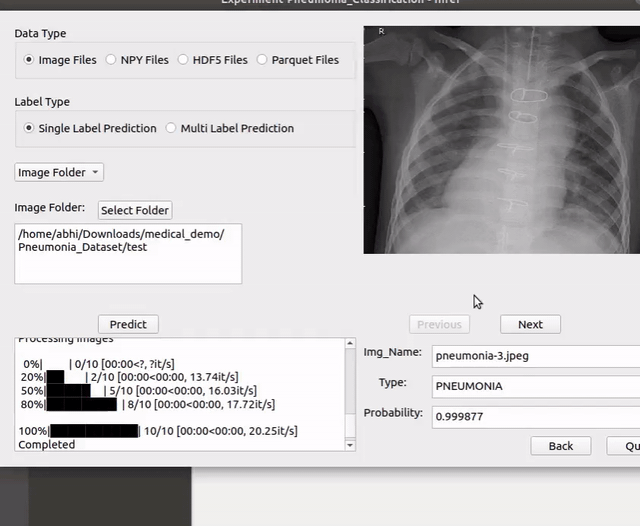 Experiment Pneumonia_Classification - Infer
Data Type
Image Files NPY Files HDF5 Files Parquet Files
Label Type
Single Label Prediction Multi Label Prediction
Image Folder
Image Folder: Select Folder
/home/abhi/Downloads/medical_demo/
Pneumonia_Dataset/test
R
Predict
Processing Images
0%| | 0/10 [00:00<?, ?it/s]
20%| | 2/10 [00:00<00:00, 13.74it/s]
50%| | 5/10 [00:00<00:00, 16.03it/s]
80%| | 8/10 [00:00<00:00, 17.72it/s]
100%| | 10/10 [00:00<00:00, 20.25it/s]
Completed
Previous Next
Img_Name: pneumonia-3.jpeg
Type: PNEUMONIA
Probability: 0.999877
Back Qu